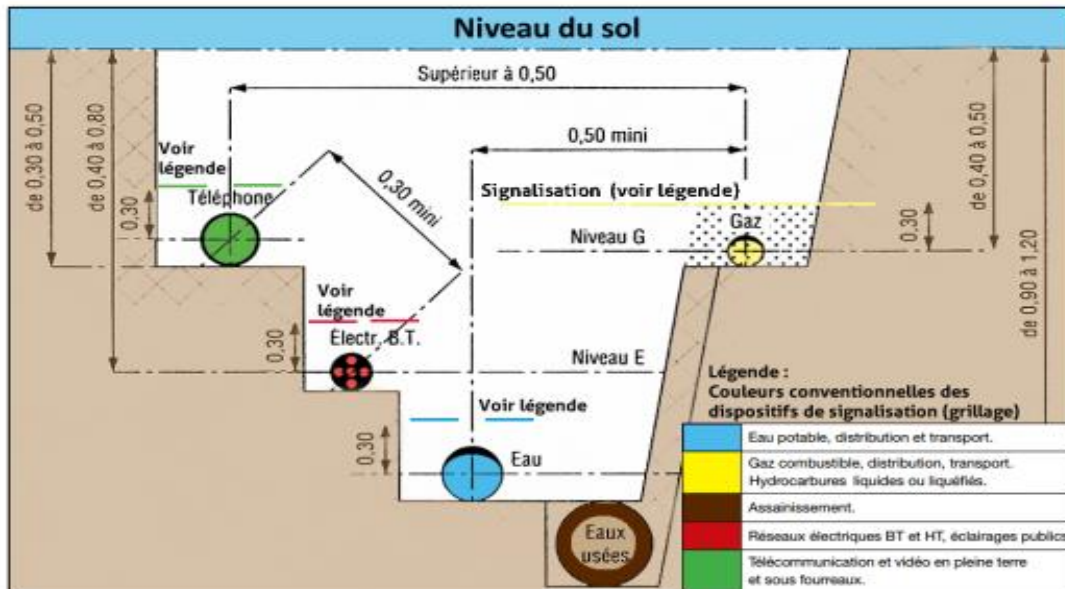 Niveau du sol
Supérieur à 0,50
0,50 mini
de 0,30 à 0,50
de 0,40 à 0,80
Voir
légende
0,30 mini
Signalisation (voir légende)
de 0,40 à 0,50
Téléphone
0,30
Gaz
Niveau G
0,30
de 0,90 à 1,20
Voir
légende
Électr. B.T.
0,30
Niveau E
Voir légende
0,30
Eau
Eaux
usées
Légende :
Couleurs conventionnelles des
dispositifs de signalisation (grillage)
Eau potable, distribution et transport.
Gaz combustible, distribution, transport.
Hydrocarbures liquides ou liquéfiés.
Assainissement.
Réseaux électriques BT et HT, éclairages publics
Télécommunication et vidéo en pleine terre
et sous fourreaux.